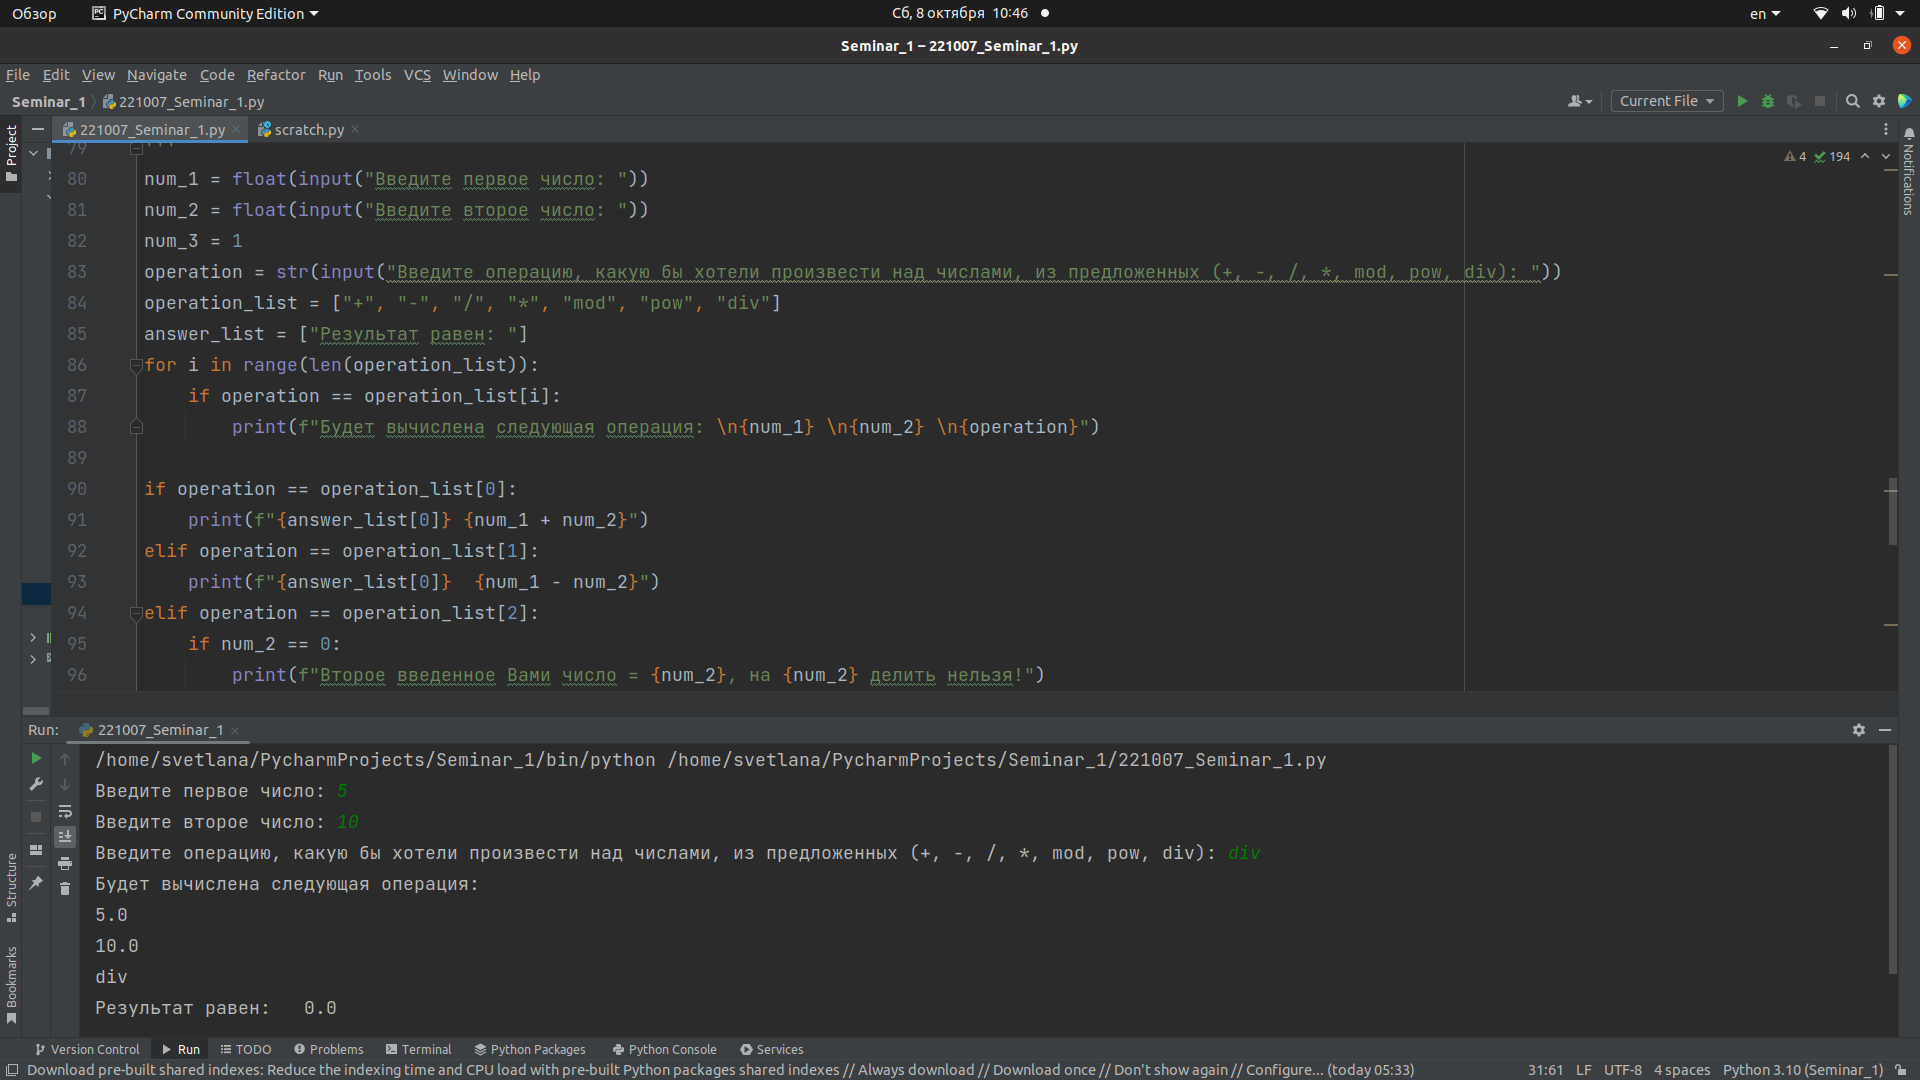 Обзор
PyCharm Community Edition
Сб, 8 октября 10:46
en
Seminar_1 – 221007_Seminar_1.py
File Edit View Navigate Code Refactor Run Tools VCS Window Help
Seminar_1 221007_Seminar_1.py
Current File
Project
221007_Seminar_1.py
scratch.py
Notifications
4 194
79 '''
80 num_1 = float(input("Введите первое число: "))
81 num_2 = float(input("Введите второе число: "))
82 num_3 = 1
83 operation = str(input("Введите операцию, какую бы хотели произвести над числами, из предложенных (+, -, /, *, mod, pow, div): "))
84 operation_list = ["+", "-", "/", "*", "mod", "pow", "div"]
85 answer_list = ["Результат равен: "]
86 for i in range(len(operation_list)):
87 if operation == operation_list[i]:
88 print(f"Будет вычислена следующая операция: \n{num_1} \n{num_2} \n{operation}")
89
90 if operation == operation_list[0]:
91 print(f"{answer_list[0]} {num_1 + num_2}")
92 elif operation == operation_list[1]:
93 print(f"{answer_list[0]}  {num_1 - num_2}")
94 elif operation == operation_list[2]:
95 if num_2 == 0:
96 print(f"Второе введенное Вами число = {num_2}, на {num_2} делить нельзя!")
Run: 221007_Seminar_1
/home/svetlana/PycharmProjects/Seminar_1/bin/python /home/svetlana/PycharmProjects/Seminar_1/221007_Seminar_1.py
Введите первое число: 5
Введите второе число: 10
Введите операцию, какую бы хотели произвести над числами, из предложенных (+, -, /, *, mod, pow, div): div
Будет вычислена следующая операция:
5.0
10.0
div
Результат равен:   0.0
Structure
Bookmarks
Version Control Run TODO Problems Terminal Python Packages Python Console Services
Download pre-built shared indexes: Reduce the indexing time and CPU load with pre-built Python packages shared indexes // Always download // Download once // Don't show again // Configure... (today 05:33)
31:61 LF UTF-8 4 spaces Python 3.10 (Seminar_1)